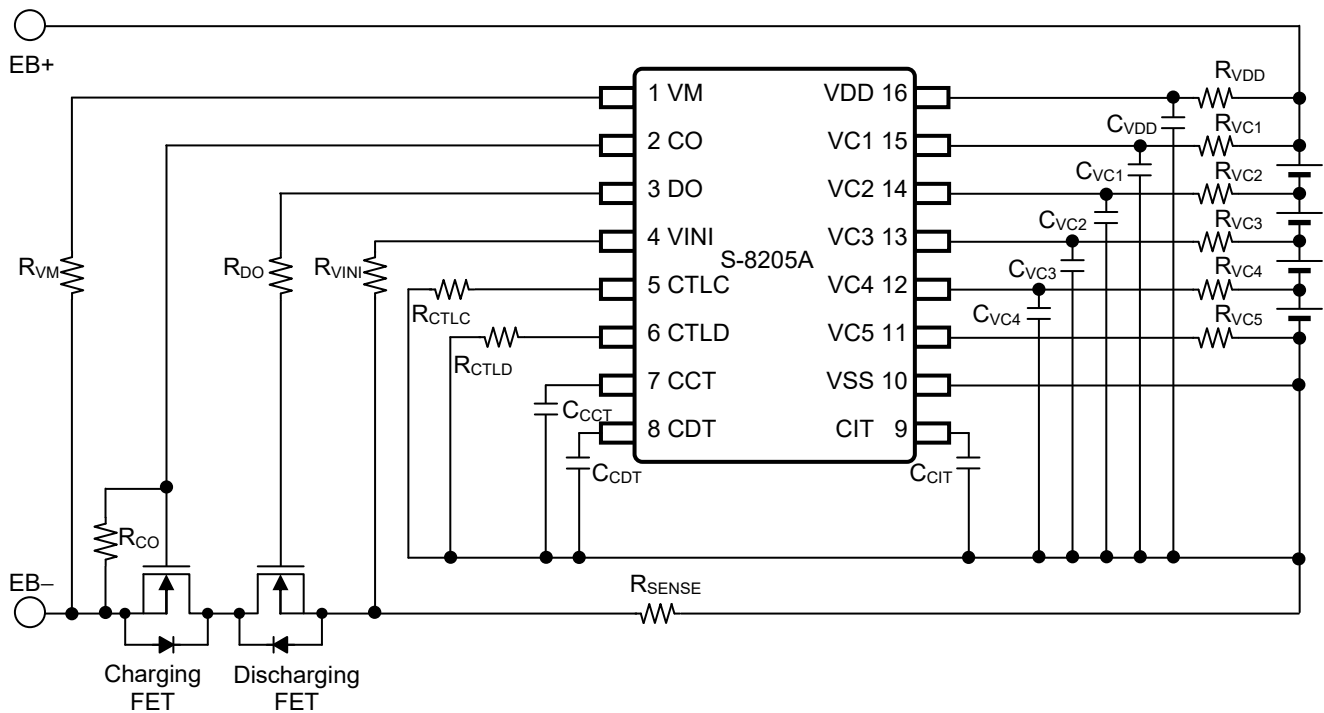 EB+
1 VM
2 CO
3 DO
4 VINI
5 CTLC
6 CTLD
7 CCT
8 CDT
S-8205A
VDD 16
VC1 15
VC2 14
VC3 13
VC4 12
VC5 11
VSS 10
CIT 9
RVDD
CVDD
RVC1
CVC1
RVC2
CVC2
RVC3
CVC3
RVC4
CVC4
RVC5
RVM
RDO
RVINI
RCTLC
RCTLD
CCCT
CCDT
CCIT
RCO
EB−
RSENSE
Charging
FET
Discharging
FET